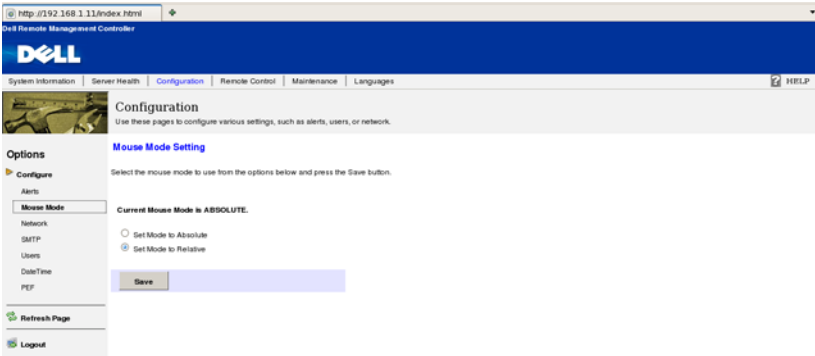 http://192.168.1.11/index.html
Dell Remote Management Controller
DELL
System Information Server Health Configuration Remote Control Maintenance Languages HELP
Configuration
Use these pages to configure various settings, such as alerts, users, or network.
Options
Mouse Mode Setting
Configure
Select the mouse mode to use from the options below and press the Save button.
Alerts
Mouse Mode
Current Mouse Mode is ABSOLUTE.
Network
Set Mode to Absolute
SMTP
Set Mode to Relative
Users
DateTime
Save
PEF
Refresh Page
Logout